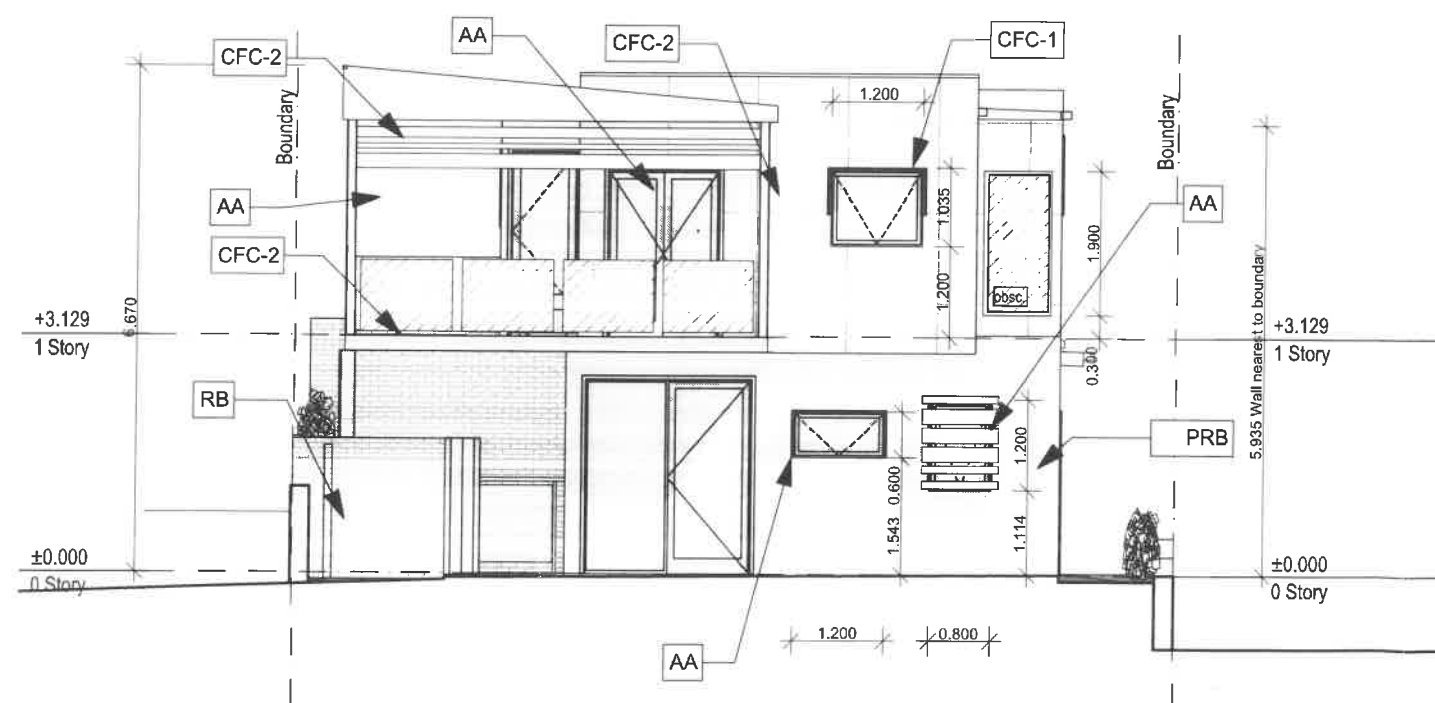 AA
CFC-2
CFC-2
CFC-1
Boundary
1.200
Boundary
AA
AA
1.035
1.900
CFC-2
1.200
obsc.
6.670
+3.129
1 Story
+3.129
1 Story
0.300
5.935 Wall nearest to boundary
RB
PRB
1.200
0.600
1.543
1.114
±0.000
0 Story
±0.000
0 Story
1.200
0.800
AA